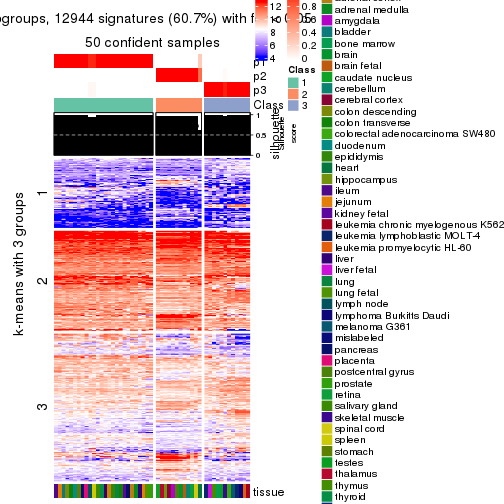 groups, 12944 signatures (60.7%) with
50 confident samples
p1
p2
p3
Class
1
0.5
0
silhouette
score
12
10
8
6
4
0.8
0.6
0.4
0.2
0
Class
1
2
3
k-means with 3 groups
1
2
3
tissue
adrenal medulla
amygdala
bladder
bone marrow
brain
brain fetal
caudate nucleus
cerebellum
cerebral cortex
colon descending
colon transverse
colorectal adenocarcinoma SW480
duodenum
epididymis
heart
hippocampus
ileum
jejunum
kidney fetal
leukemia chronic myelogenous K562
leukemia lymphoblastic MOLT-4
leukemia promyelocytic HL-60
liver
liver fetal
lung
lung fetal
lymph node
lymphoma Burkitts Daudi
melanoma G361
mislabeled
pancreas
placenta
postcentral gyrus
prostate
retina
salivary gland
skeletal muscle
spinal cord
spleen
stomach
testes
thalamus
thymus
thyroid